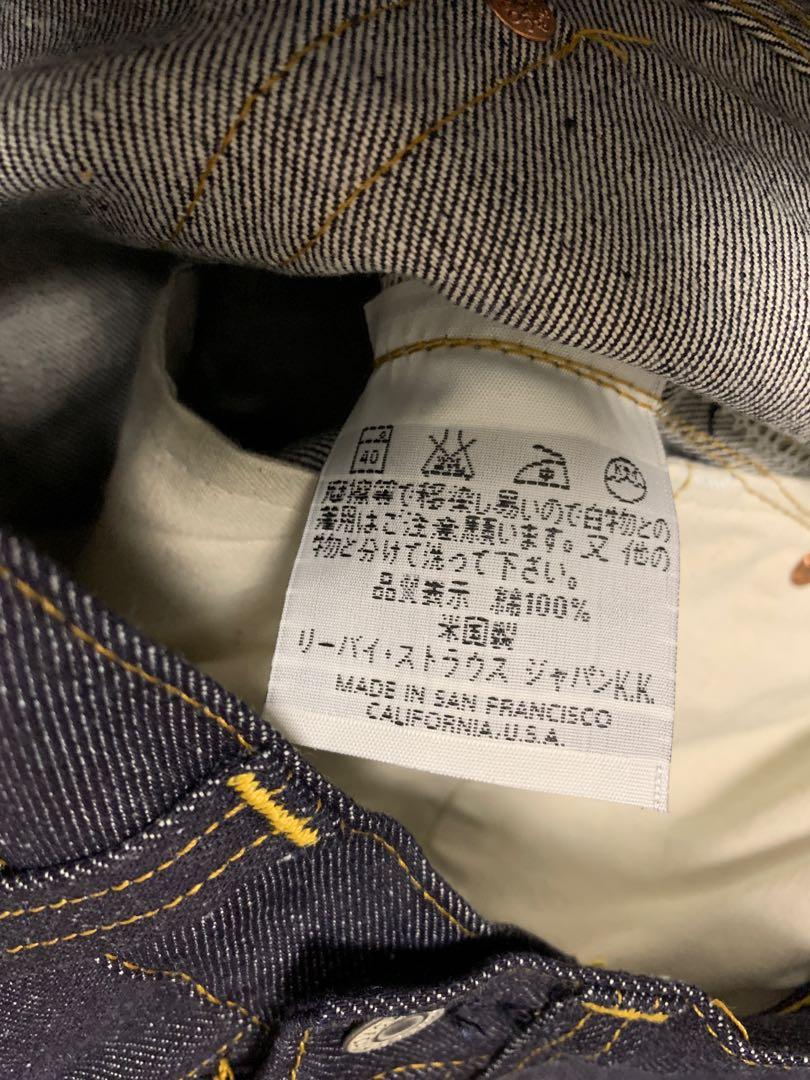 40
摩擦等で移染し易いので白物との
着用はご注意願います。又 他の
物と分けて洗って下さい。
品質表示 綿100%
米国製
リーバイ・ストラウス ジャパンK.K.
MADE IN SAN FRANCISCO
CALIFORNIA.U.S.A.